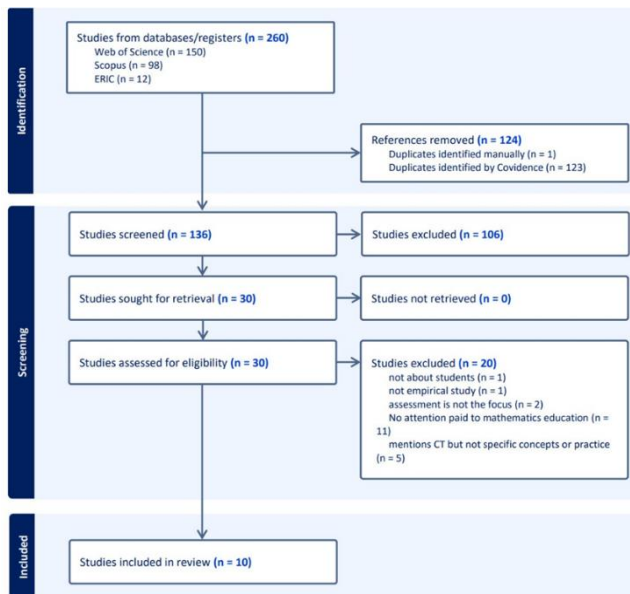 Identification
Studies from databases/registers (n = 260)
Web of Science (n = 150)
Scopus (n = 98)
ERIC (n = 12)
References removed (n = 124)
Duplicates identified manually (n = 1)
Duplicates identified by Covidence (n = 123)
Screening
Studies screened (n = 136)
Studies excluded (n = 106)
Studies sought for retrieval (n = 30)
Studies not retrieved (n = 0)
Studies assessed for eligibility (n = 30)
Studies excluded (n = 20)
not about students (n = 1)
not empirical study (n = 1)
assessment is not the focus (n = 2)
No attention paid to mathematics education (n =
11)
mentions CT but not specific concepts or practice
(n = 5)
Included
Studies included in review (n = 10)